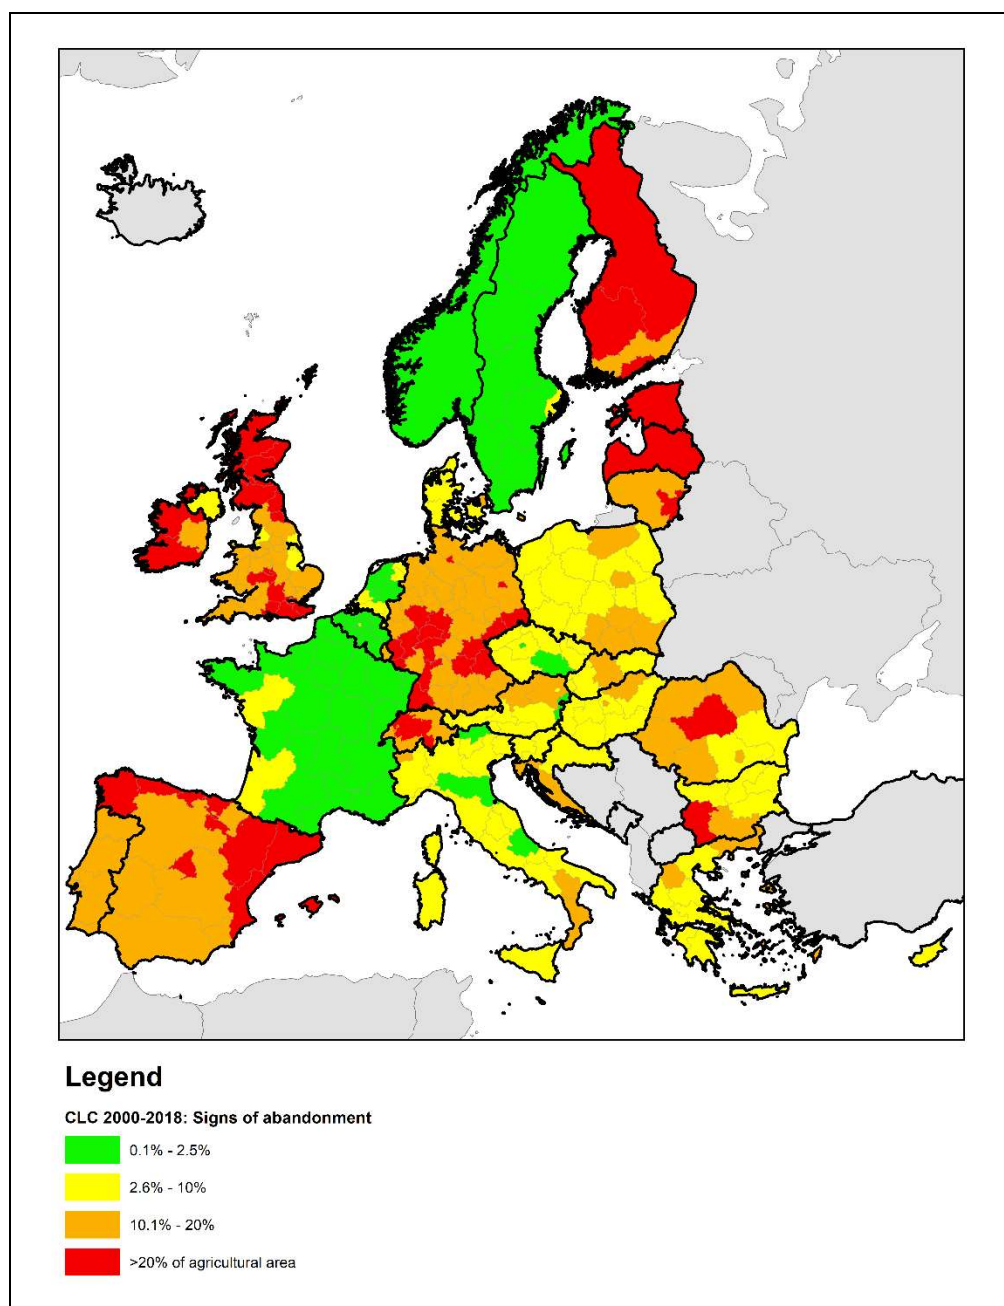 Legend
CLC 2000-2018: Signs of abandonment
0.1% - 2.5%
2.6% - 10%
10.1% - 20%
>20% of agricultural area